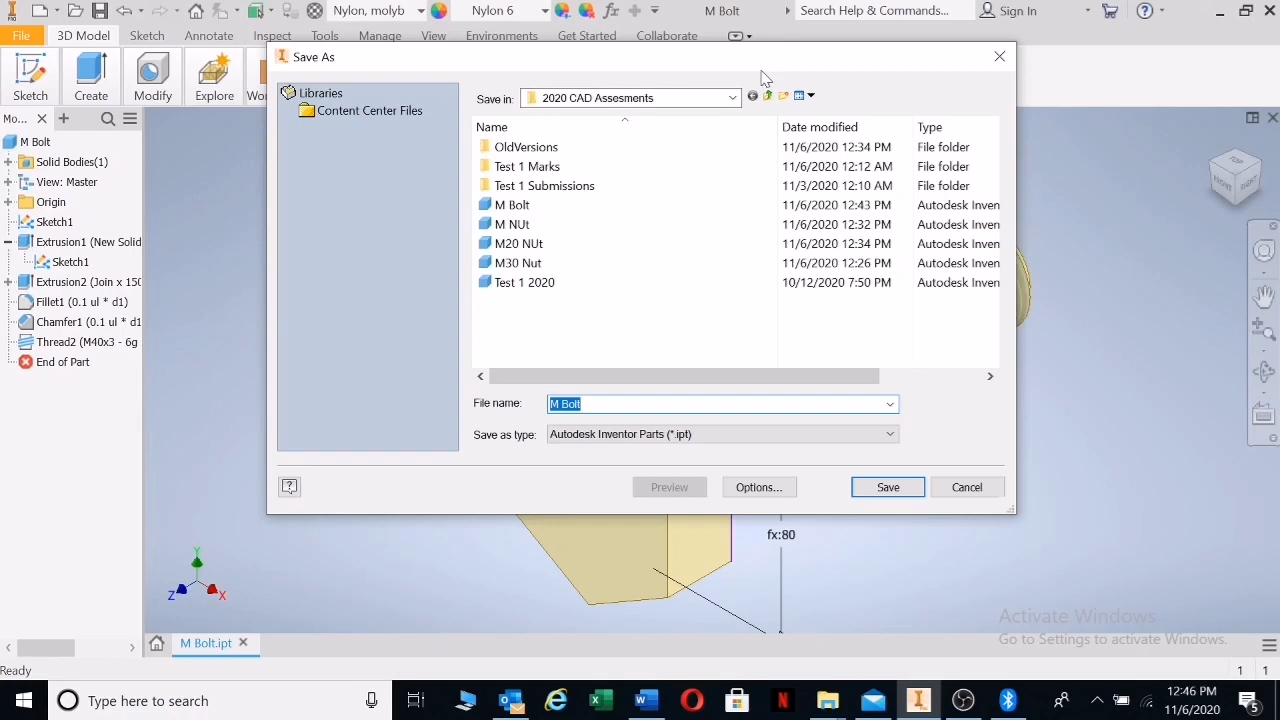 PRO
Nylon, molyb
Nylon 6
fx
M Bolt
Search Help & Commands...
Sign In
File
3D Model
Sketch
Annotate
Inspect
Tools
Manage
View
Environments
Get Started
Collaborate
Sketch
Create
Modify
Explore
Save As
Libraries
Content Center Files
Save in:
2020 CAD Assesments
Name
Date modified
Type
OldVersions 11/6/2020 12:34 PM File folder
Test 1 Marks 11/6/2020 12:12 AM File folder
Test 1 Submissions 11/3/2020 12:10 AM File folder
M Bolt 11/6/2020 12:43 PM Autodesk Inven
M NUt 11/6/2020 12:32 PM Autodesk Inven
M20 NUt 11/6/2020 12:34 PM Autodesk Inven
M30 Nut 11/6/2020 12:26 PM Autodesk Inven
Test 1 2020 10/12/2020 7:50 PM Autodesk Inven
File name: M Bolt
Save as type: Autodesk Inventor Parts (*.ipt)
Preview
Options...
Save
Cancel
Mo...
M Bolt
Solid Bodies(1)
View: Master
Origin
Sketch1
Extrusion1 (New Solid
Sketch1
Extrusion2 (Join x 150
Fillet1 (0.1 ul * d1)
Chamfer1 (0.1 ul * d1
Thread2 (M40x3 - 6g
End of Part
TOP
FRONT
RIGHT
fx:80
Y
Z
X
Activate Windows
Go to Settings to activate Windows.
M Bolt.ipt
Ready
1 1
Type here to search
12:46 PM
11/6/2020
5